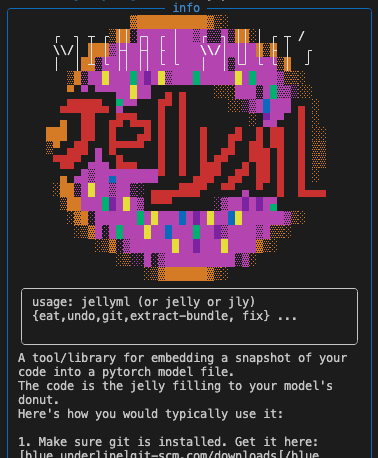 info
usage: jellyml (or jelly or jly)
{eat,undo,git,extract-bundle, fix} ...
A tool/library for embedding a snapshot of your
code into a pytorch model file.
The code is the jelly filling to your model's
donut.
Here's how you would typically use it:
1. Make sure git is installed. Get it here:
[blue underline]git-scm.com/downloads[/blue